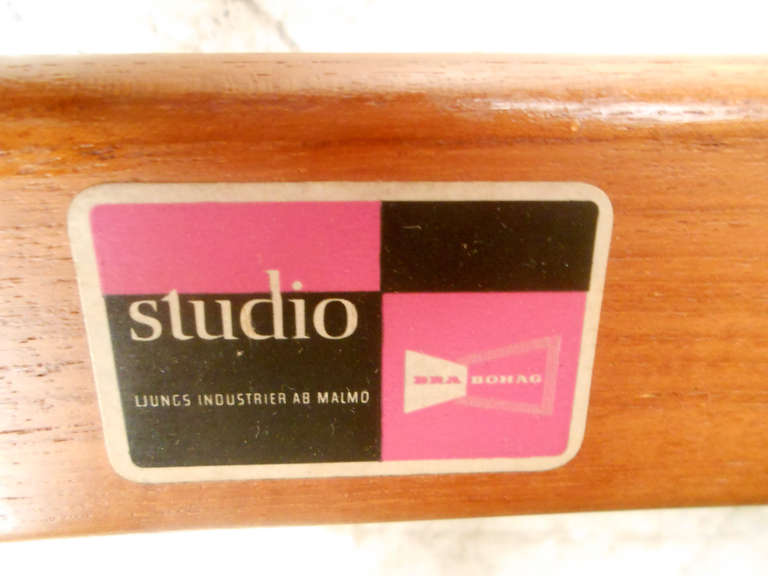 studio
LJUNGS INDUSTRIER AB MALMO
BRA BOHAG